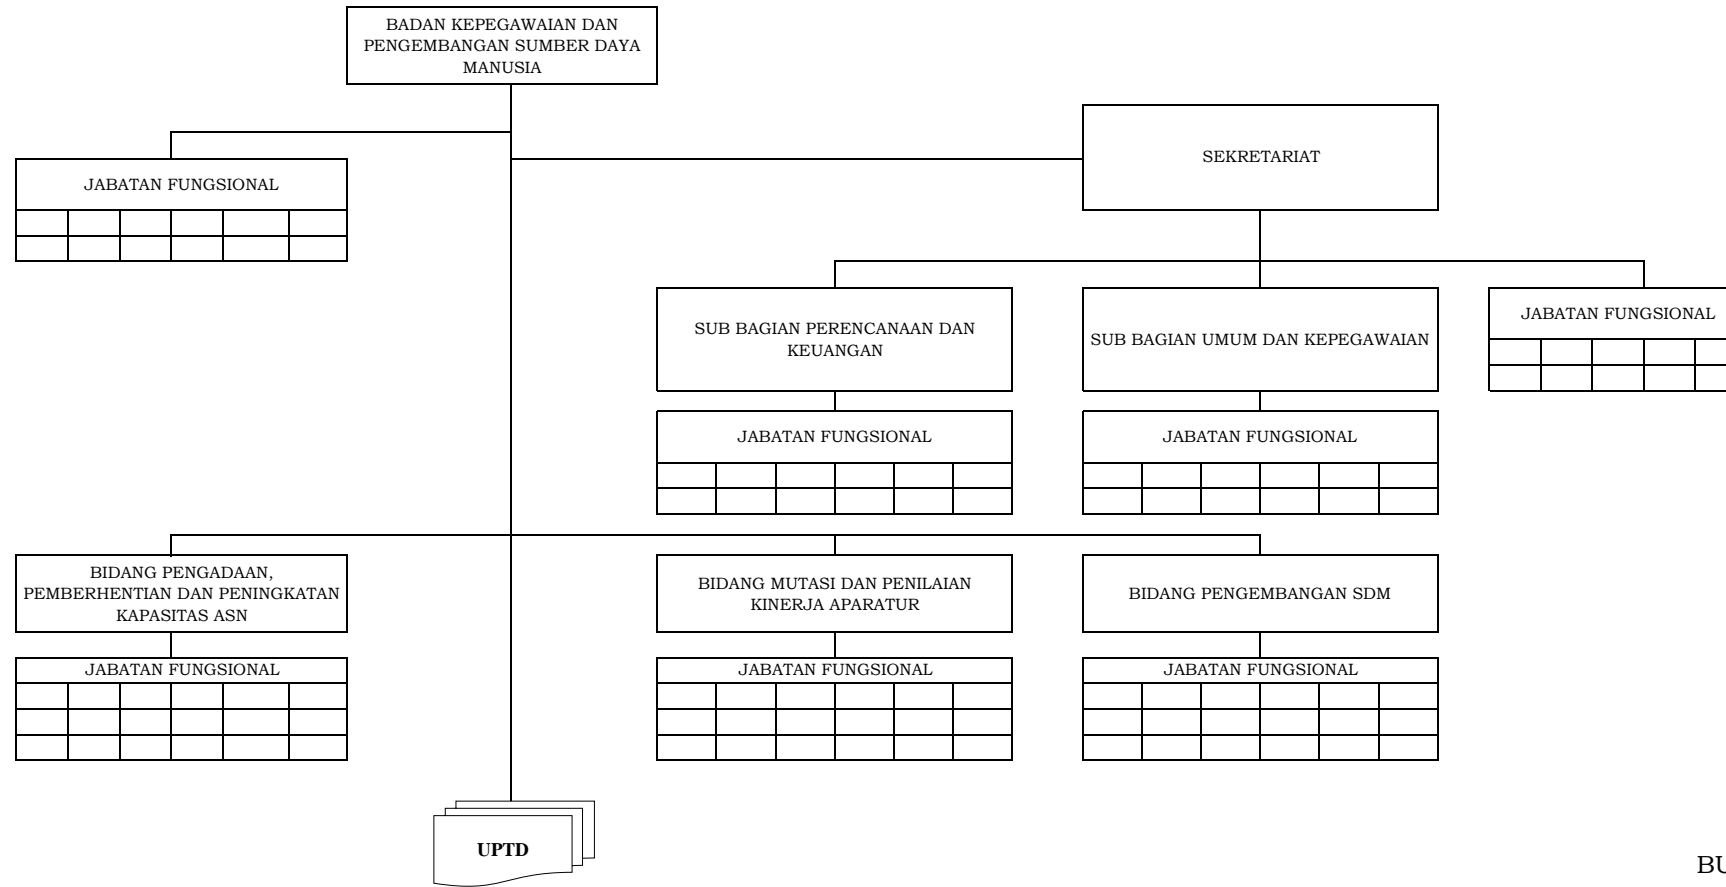 BADAN KEPEGAWAIAN DAN
PENGEMBANGAN SUMBER DAYA
MANUSIA
SEKRETARIAT
JABATAN FUNGSIONAL
SUB BAGIAN PERENCANAAN DAN
KEUANGAN
SUB BAGIAN UMUM DAN KEPEGAWAIAN
JABATAN FUNGSIONAL
JABATAN FUNGSIONAL
JABATAN FUNGSIONAL
BIDANG PENGADAAN,
PEMBERHENTIAN DAN PENINGKATAN
KAPASITAS ASN
BIDANG MUTASI DAN PENILAIAN
KINERJA APARATUR
BIDANG PENGEMBANGAN SDM
JABATAN FUNGSIONAL
JABATAN FUNGSIONAL
JABATAN FUNGSIONAL
UPTD